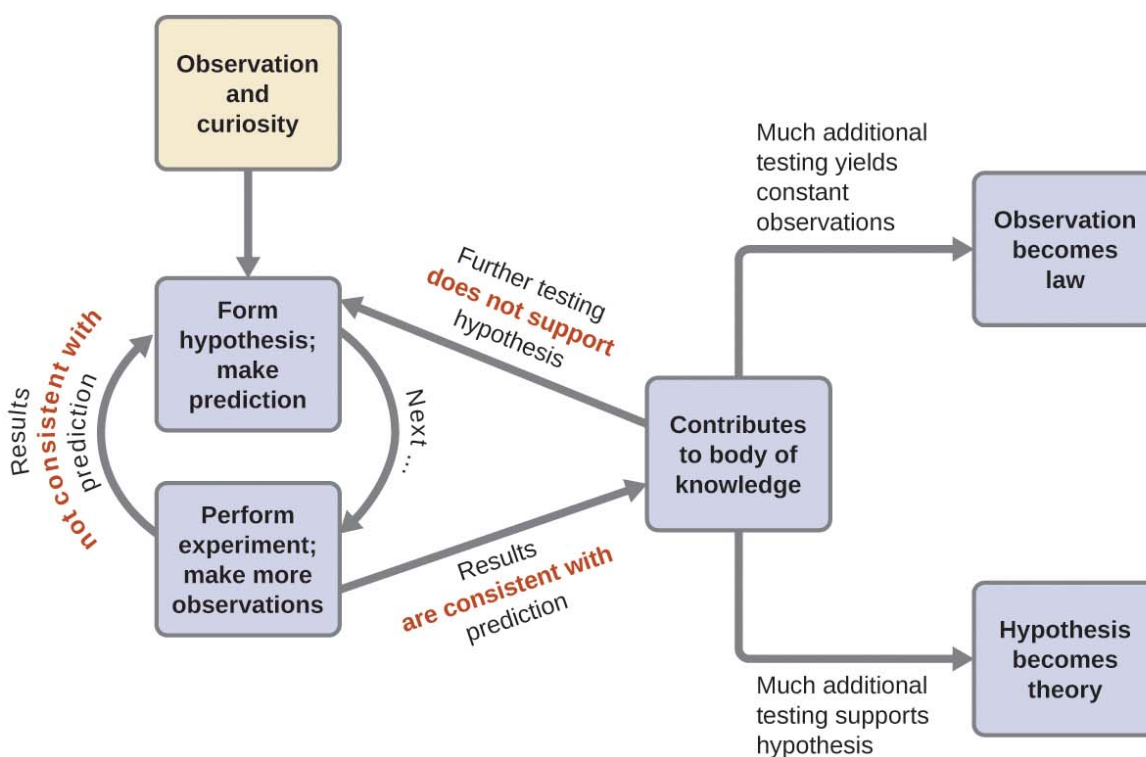 Observation
and
curiosity
Form
hypothesis;
make
prediction
Results
not consistent with
prediction
Next ...
Perform
experiment;
make more
observations
Further testing
does not support
hypothesis
Results
are consistent with
prediction
Contributes
to body of
knowledge
Much additional
testing yields
constant
observations
Observation
becomes
law
Much additional
testing supports
hypothesis
Hypothesis
becomes
theory